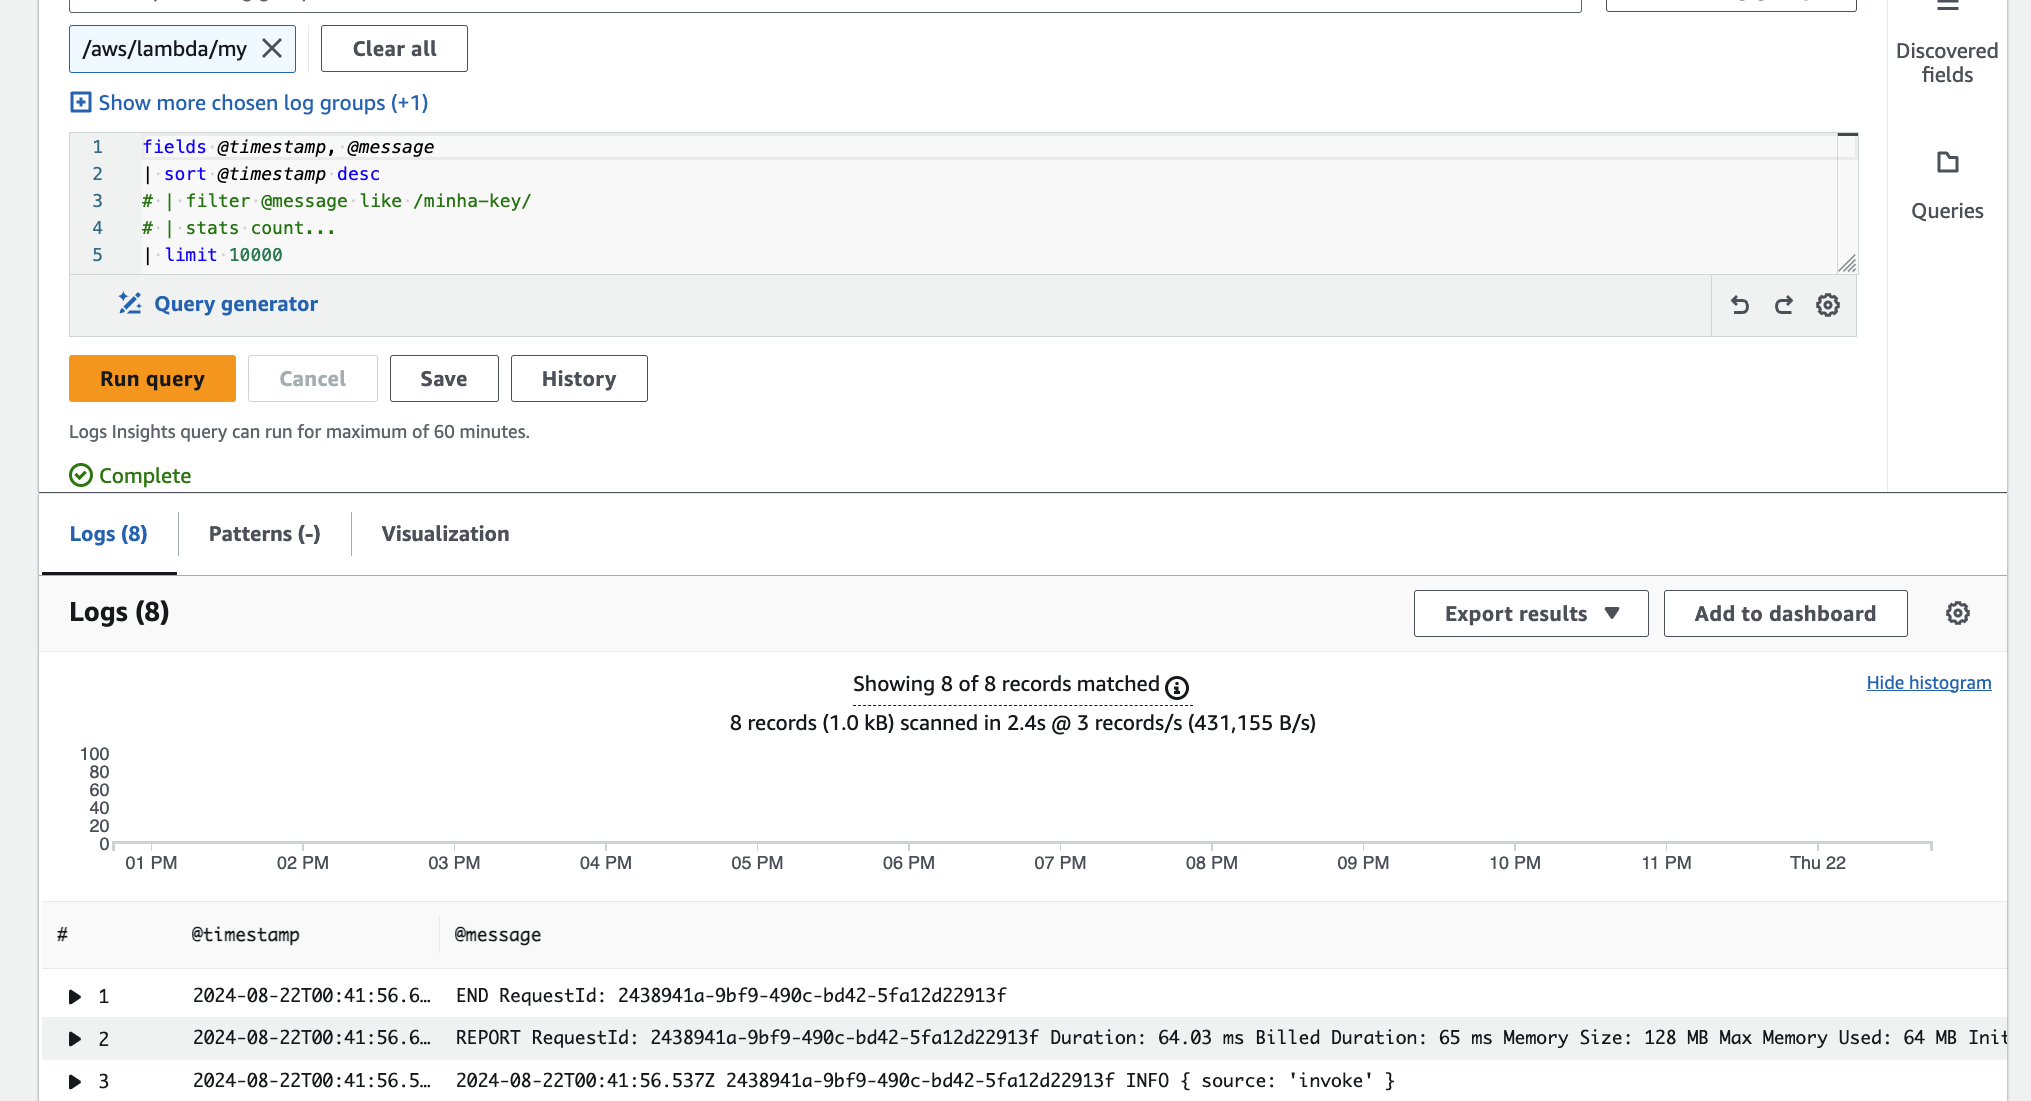 /aws/lambda/my
Clear all
Show more chosen log groups (+1)
Discovered
fields
Queries
1 fields @timestamp, @message
2 | sort @timestamp desc
3 # | filter @message like /minha-key/
4 # | stats count...
5 | limit 10000
Query generator
Run query
Cancel
Save
History
Logs Insights query can run for maximum of 60 minutes.
Complete
Logs (8)
Patterns (-)
Visualization
Logs (8)
Export results
Add to dashboard
Showing 8 of 8 records matched
Hide histogram
8 records (1.0 kB) scanned in 2.4s @ 3 records/s (431,155 B/s)
100
80
60
40
20
0
01 PM 02 PM 03 PM 04 PM 05 PM 06 PM 07 PM 08 PM 09 PM 10 PM 11 PM Thu 22
# @timestamp @message
1 2024-08-22T00:41:56.6… END RequestId: 2438941a-9bf9-490c-bd42-5fa12d22913f
2 2024-08-22T00:41:56.6… REPORT RequestId: 2438941a-9bf9-490c-bd42-5fa12d22913f Duration: 64.03 ms Billed Duration: 65 ms Memory Size: 128 MB Max Memory Used: 64 MB Init
3 2024-08-22T00:41:56.5… 2024-08-22T00:41:56.537Z 2438941a-9bf9-490c-bd42-5fa12d22913f INFO { source: 'invoke' }